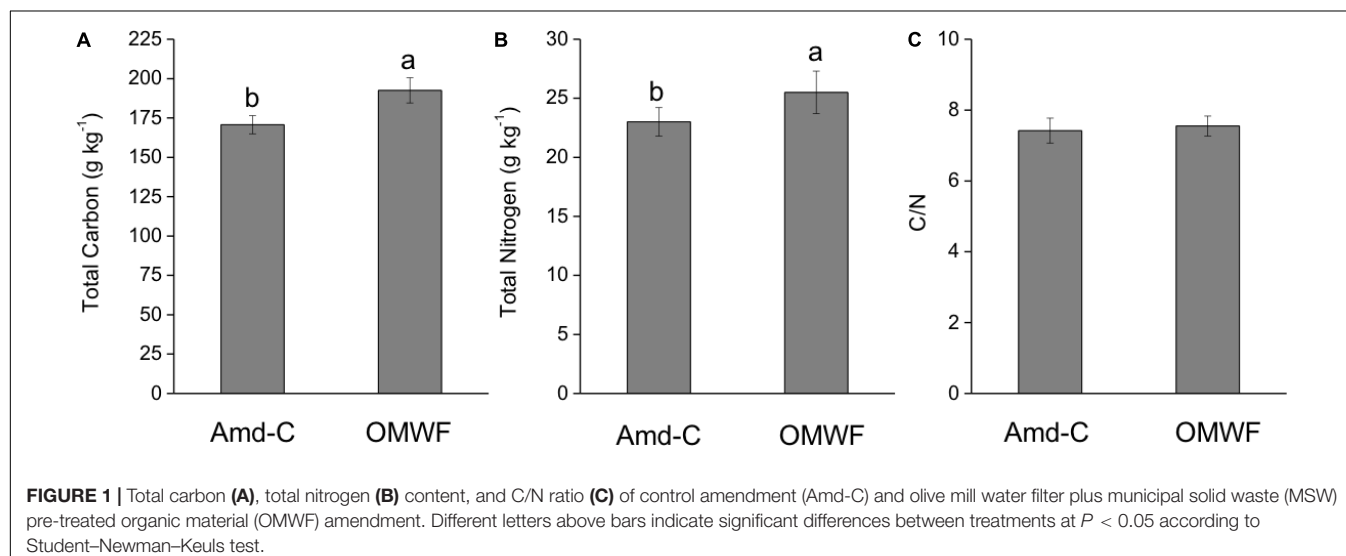 A
225
200
175
150
125
100
75
50
25
0
Total Carbon (g kg⁻¹)
b
a
Amd-C OMWF
B
30
25
20
15
10
5
0
Total Nitrogen (g kg⁻¹)
b
a
Amd-C OMWF
C
10
8
6
4
2
0
C/N
Amd-C OMWF
FIGURE 1 | Total carbon (A), total nitrogen (B) content, and C/N ratio (C) of control amendment (Amd-C) and olive mill water filter plus municipal solid waste (MSW)
pre-treated organic material (OMWF) amendment. Different letters above bars indicate significant differences between treatments at P < 0.05 according to
Student–Newman–Keuls test.